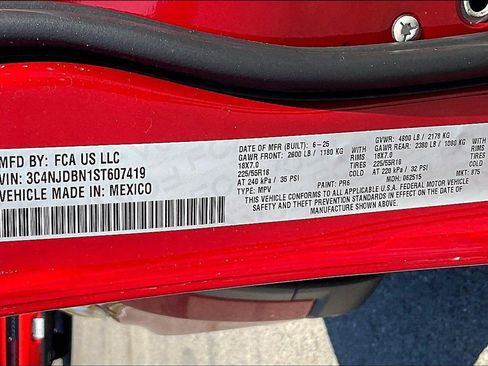 MFD BY: FCA US LLC
VIN: 3C4NJDBN1ST607419
VEHICLE MADE IN: MEXICO
DATE OF MFR (BUILT): 6-25 GVWR: 4800 LB / 2178 KG
GAWR FRONT: 2600 LB / 1180 KG GAWR REAR: 2380 LB / 1080 KG
18X7.0 RIMS 18X7.0 RIMS
225/55R18 TIRES 225/55R18 TIRES
AT 240 kPa / 35 PSI COLD AT 220 kPa / 32 PSI COLD
TYPE: MPV PAINT: PR6 MDH: 062515 MKT: 875
THIS VEHICLE CONFORMS TO ALL APPLICABLE U.S.A. FEDERAL MOTOR VEHICLE
SAFETY STANDARDS IN EFFECT ON THE DATE OF MANUFACTURE SHOWN ABOVE.